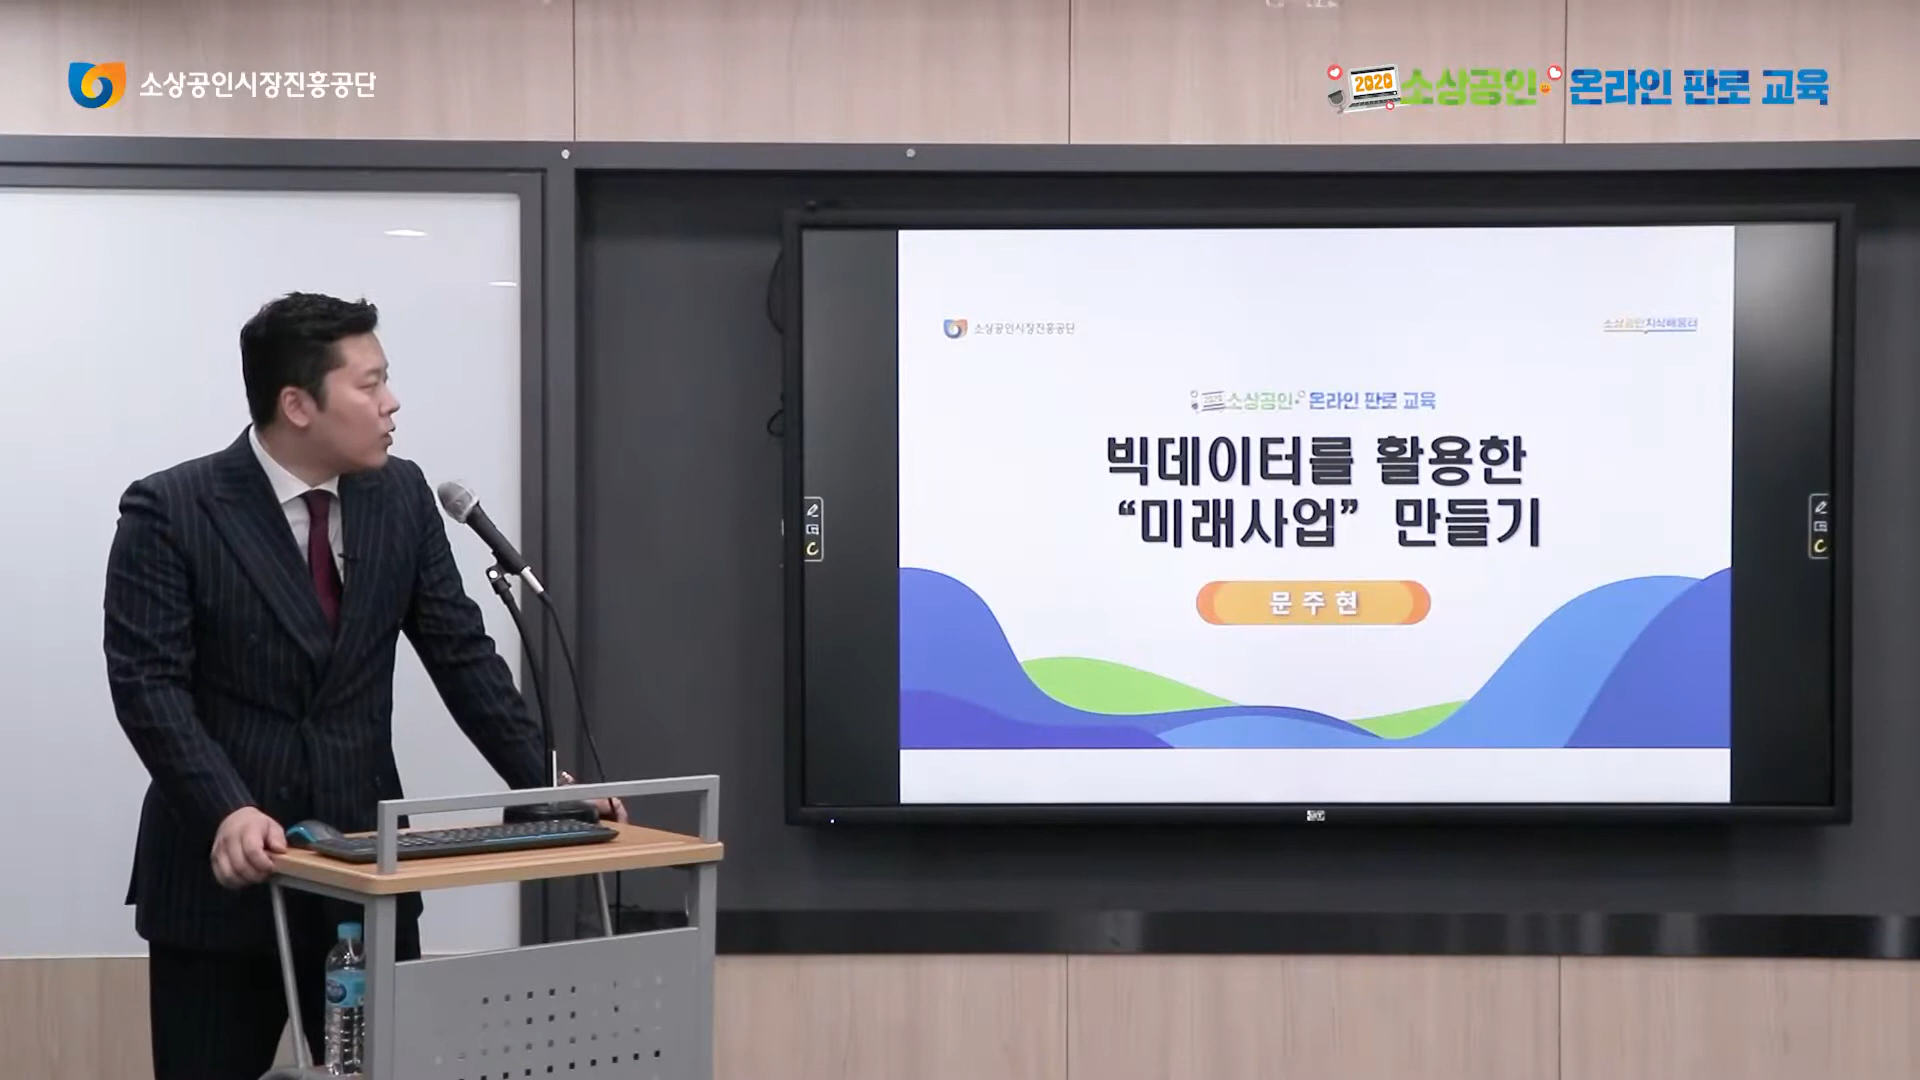 소상공인시장진흥공단
2020 소상공인 온라인 판로 교육
소상공인시장진흥공단
소상공인지식배움터
2020 소상공인 온라인 판로 교육
빅데이터를 활용한
“미래사업” 만들기
문주현